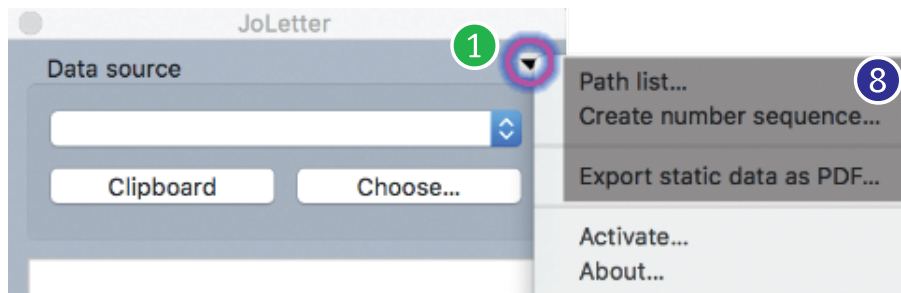 JoLetter
1
Data source
8
Path list...
Create number sequence...
Clipboard
Choose...
Export static data as PDF...
Activate...
About...